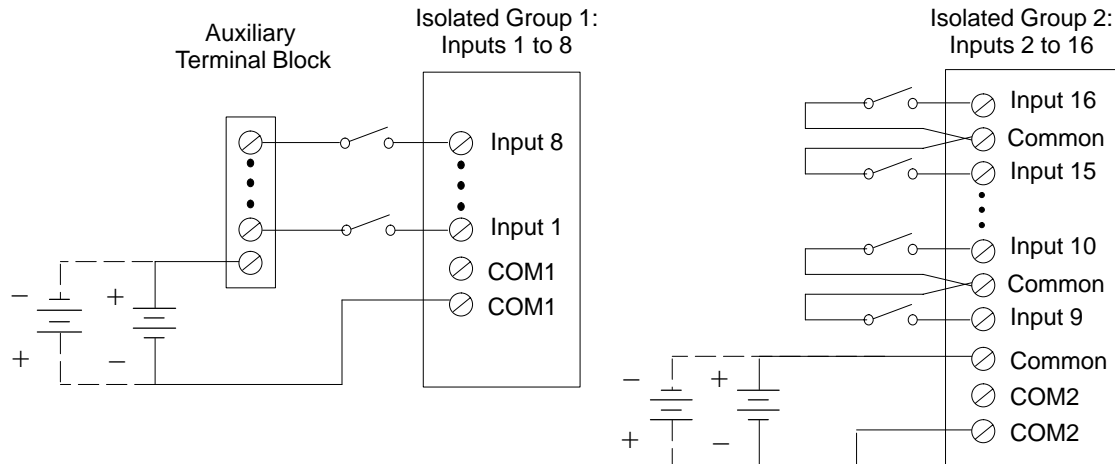 Auxiliary
Terminal Block
Isolated Group 1:
Inputs 1 to 8
Input 8
Input 1
COM1
COM1
−
+
+
−
Isolated Group 2:
Inputs 2 to 16
Input 16
Common
Input 15
Input 10
Common
Input 9
Common
COM2
COM2
−
+
+
−